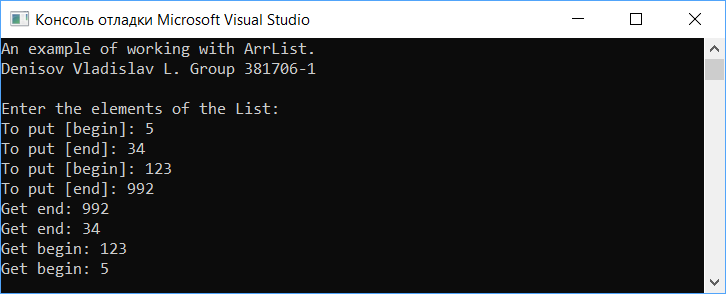 Консоль отладки Microsoft Visual Studio
An example of working with ArrList.
Denisov Vladislav L. Group 381706-1
Enter the elements of the List:
To put [begin]: 5
To put [end]: 34
To put [begin]: 123
To put [end]: 992
Get end: 992
Get end: 34
Get begin: 123
Get begin: 5